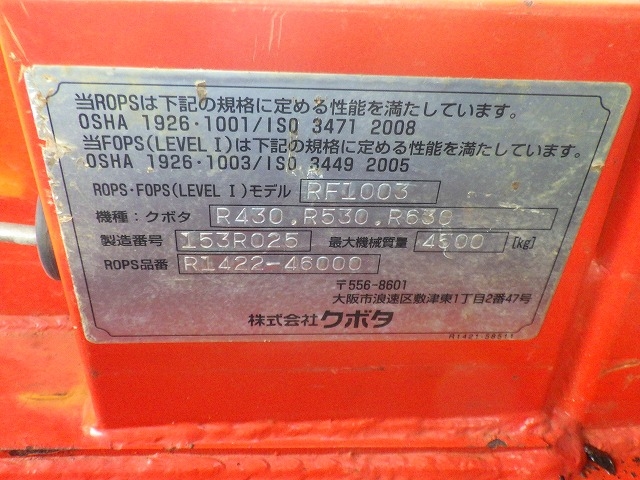 当ROPSは下記の規格に定める性能を満たしています。
OSHA 1926・1001/ISO 3471 2008
当FOPS(LEVEL I)は下記の規格に定める性能を満たしています。
OSHA 1926・1003/ISO 3449 2005
ROPS・FOPS(LEVEL I)モデル RF1003
機種：クボタ R430,R530,R630
製造番号 153R025 最大機械質量 4500 [kg]
ROPS品番 R1422-46000
〒556-8601
大阪市浪速区敷津東1丁目2番47号
株式会社クボタ
R1421-58511